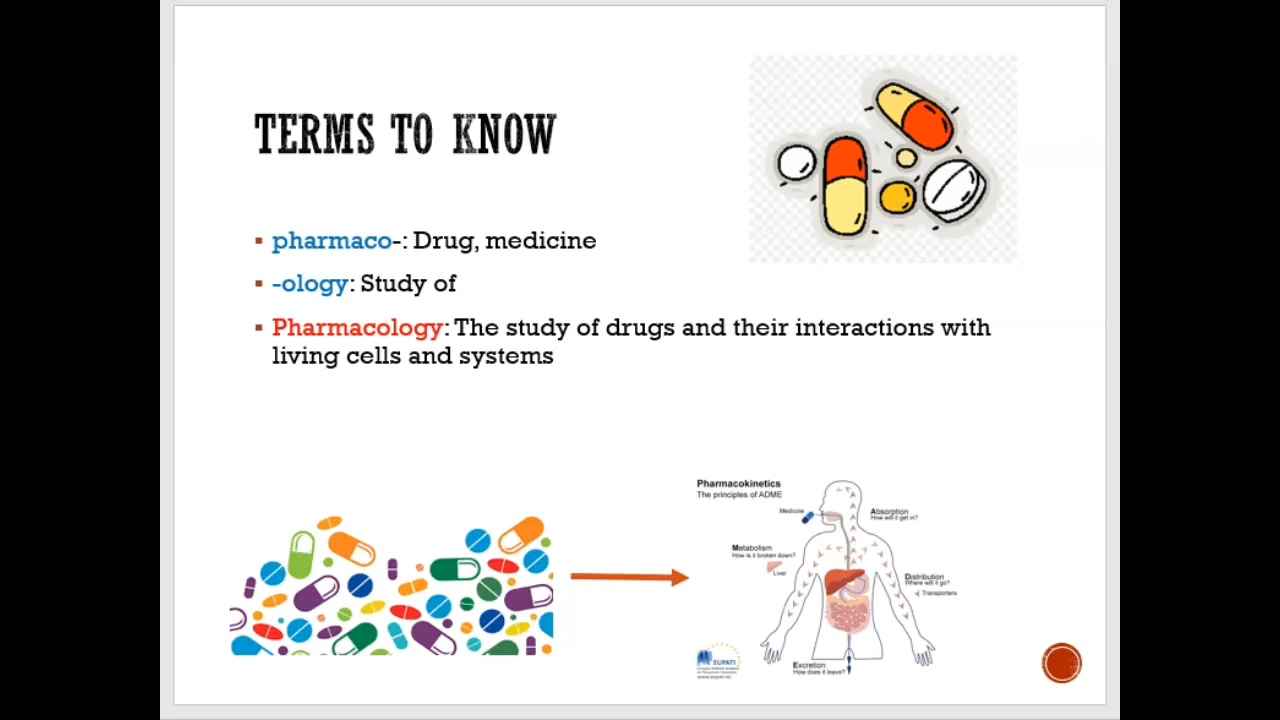 TERMS TO KNOW
pharmaco-: Drug, medicine
-ology: Study of
Pharmacology: The study of drugs and their interactions with
living cells and systems
Pharmacokinetics
The principles of ADME
Medicine
Absorption
How will it get in?
Metabolism
How is it broken down?
Liver
Distribution
Where will it go?
Transporters
Excretion
How does it leave?
EUPATI